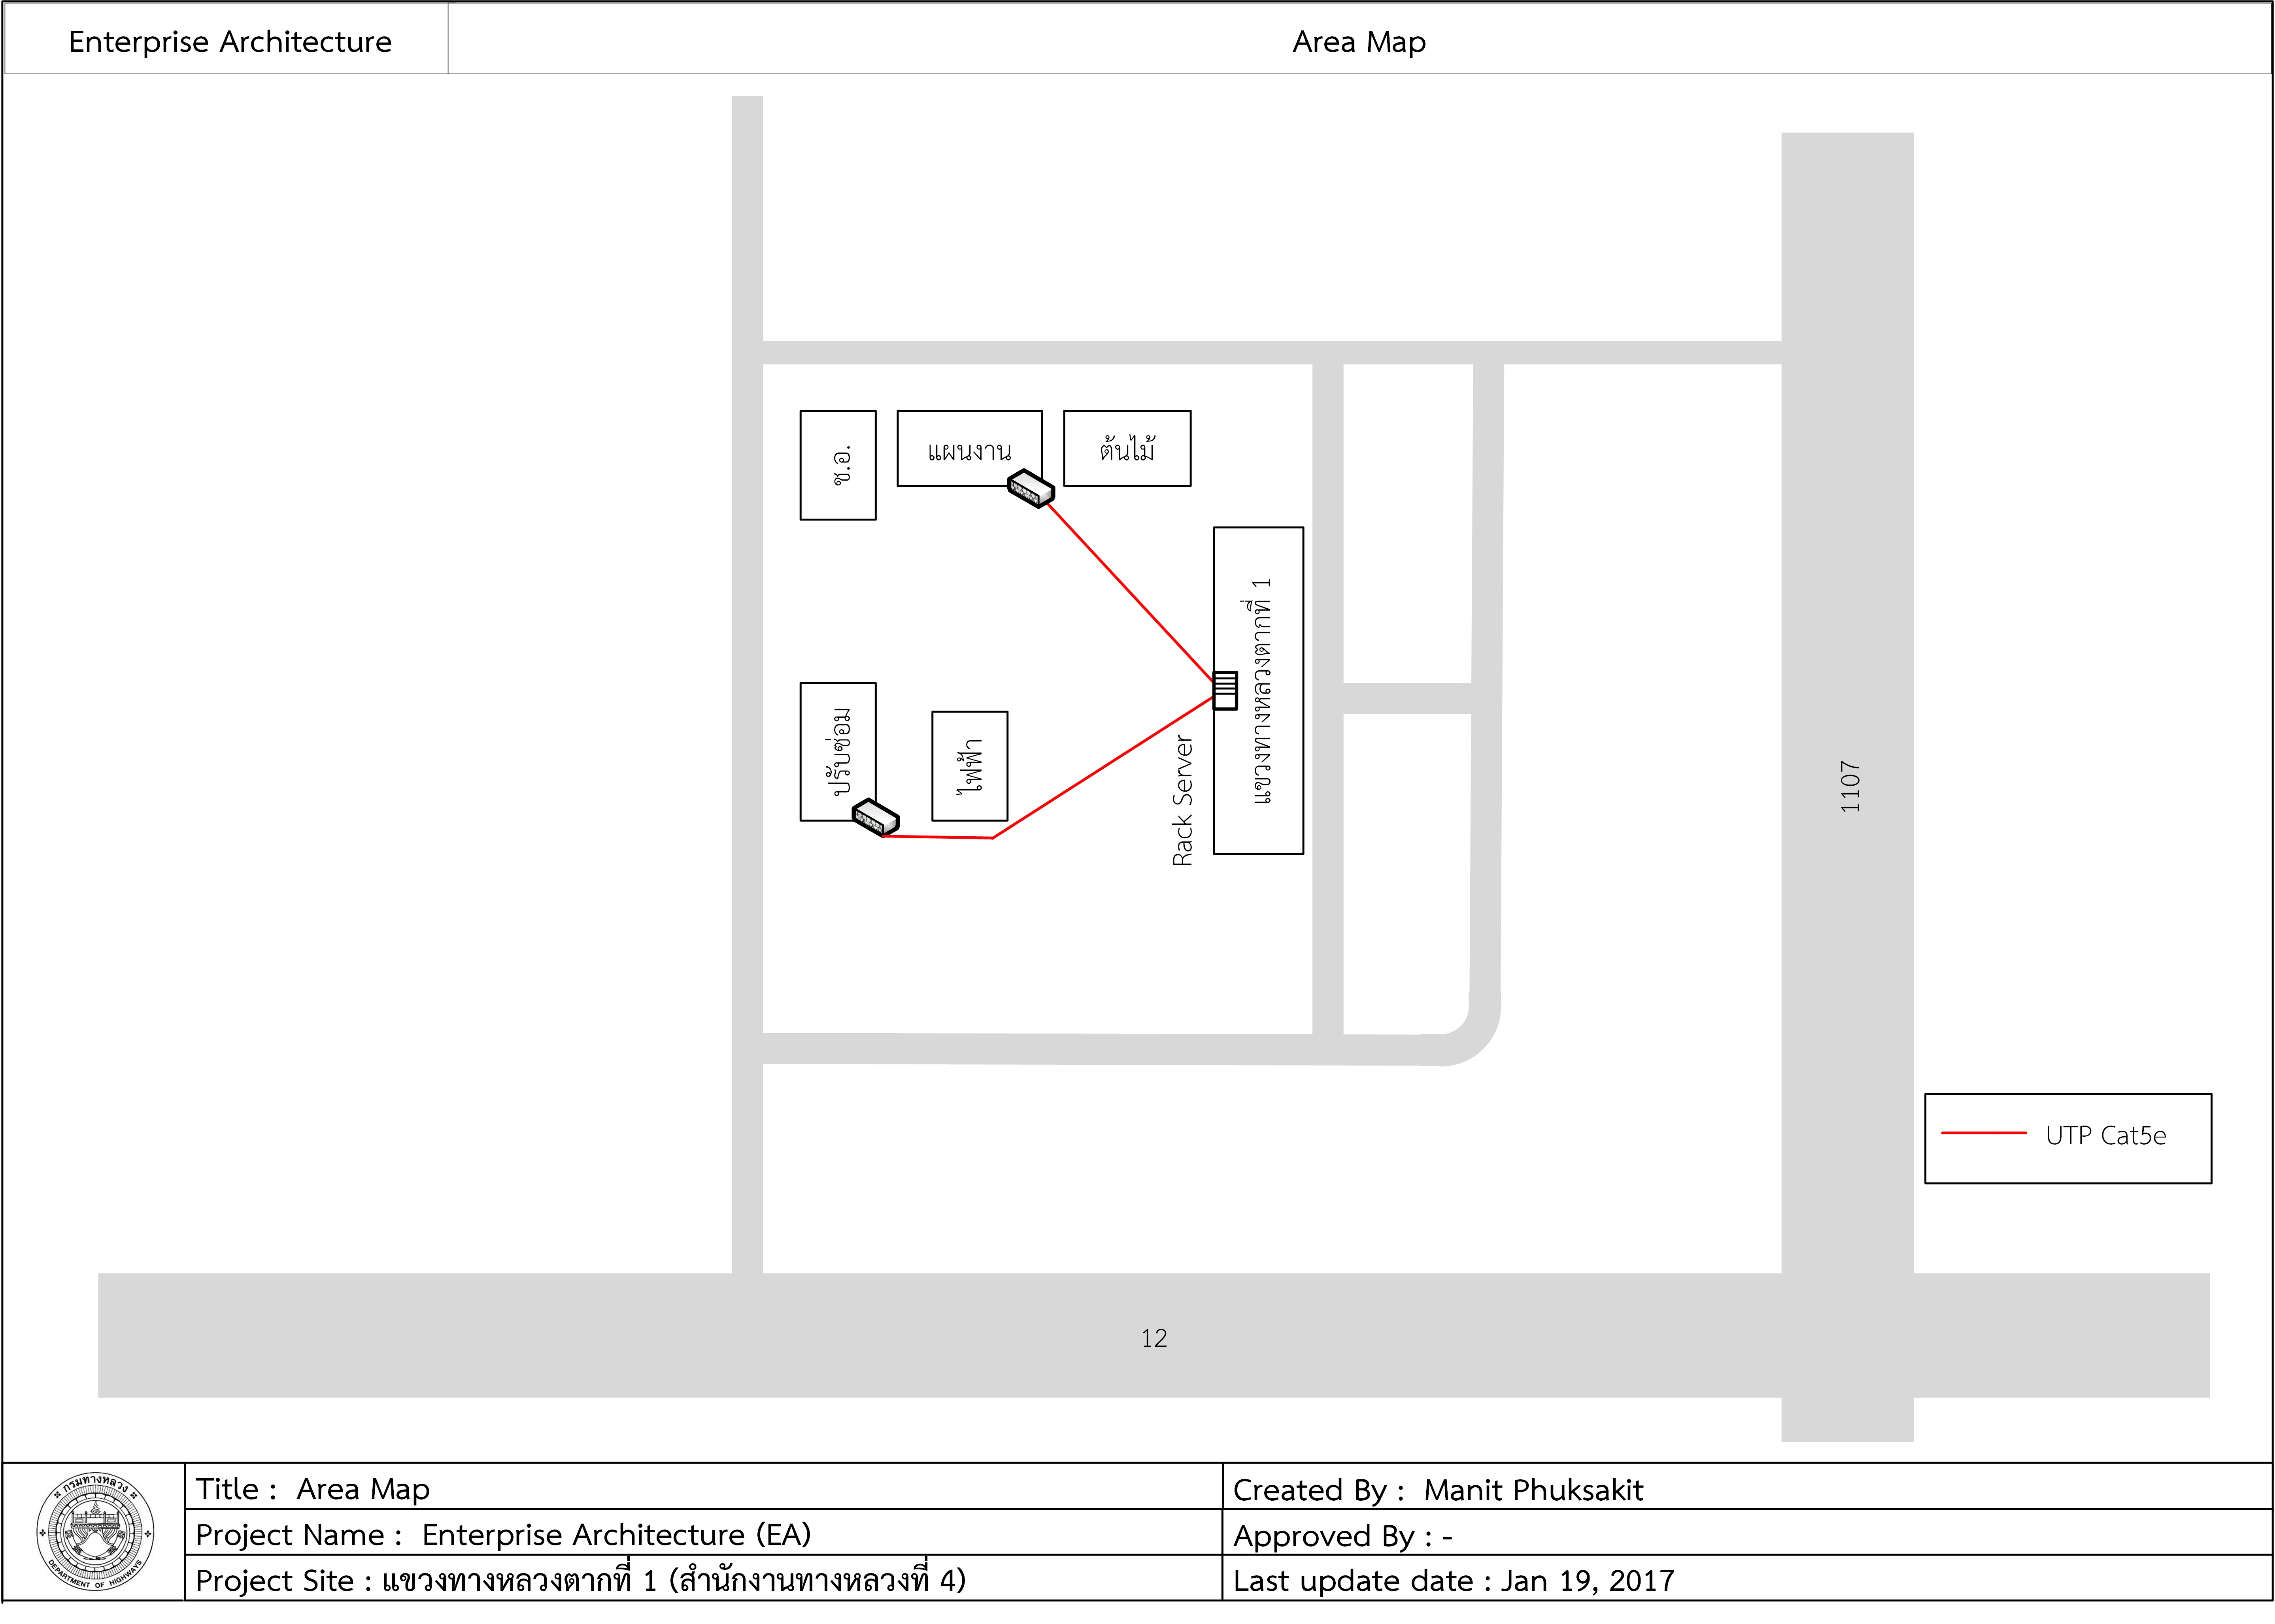 Enterprise Architecture
Area Map
ช.อ.
แผนงาน
ต้นไม้
แขวงทางหลวงตากที่ 1
ปรับซ่อม
ไฟฟ้า
Rack Server
1107
UTP Cat5e
12
กรมทางหลวง
DEPARTMENT OF HIGHWAYS
Title : Area Map
Created By : Manit Phuksakit
Project Name : Enterprise Architecture (EA)
Approved By : -
Project Site : แขวงทางหลวงตากที่ 1 (สำนักงานทางหลวงที่ 4)
Last update date : Jan 19, 2017